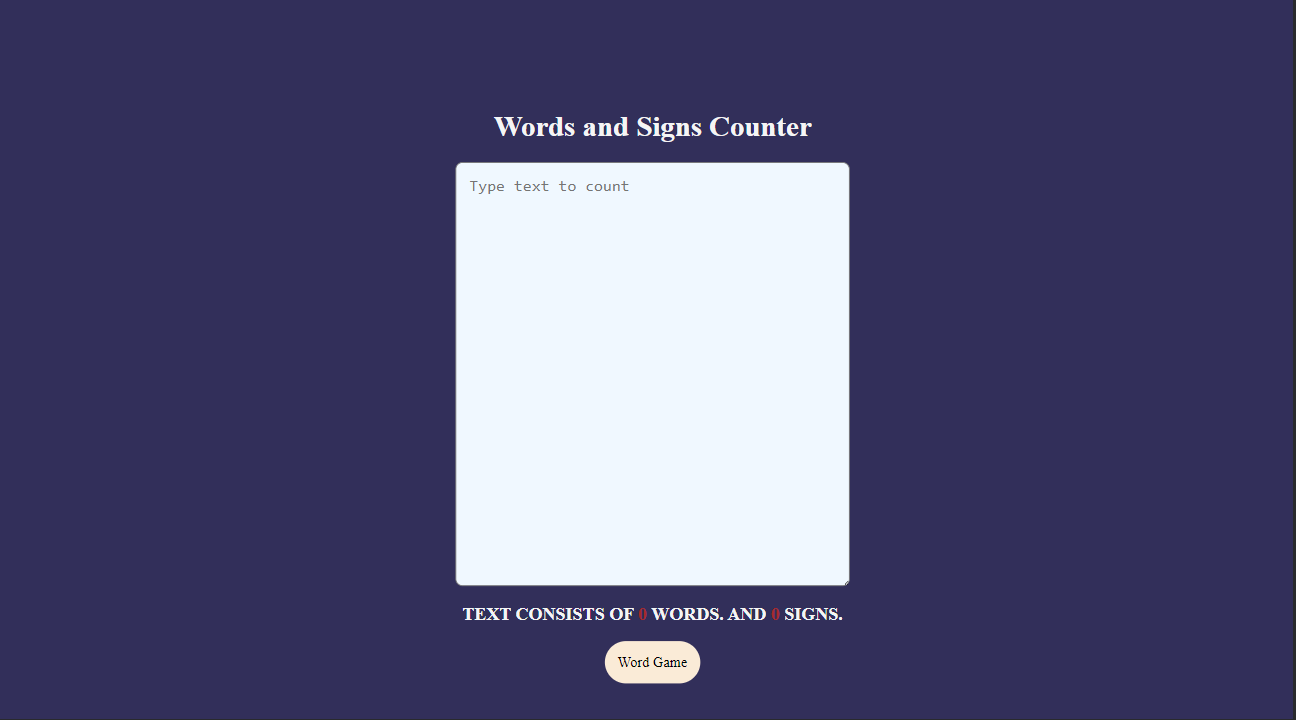 Words and Signs Counter
Type text to count
TEXT CONSISTS OF 0 WORDS. AND 0 SIGNS.
Word Game